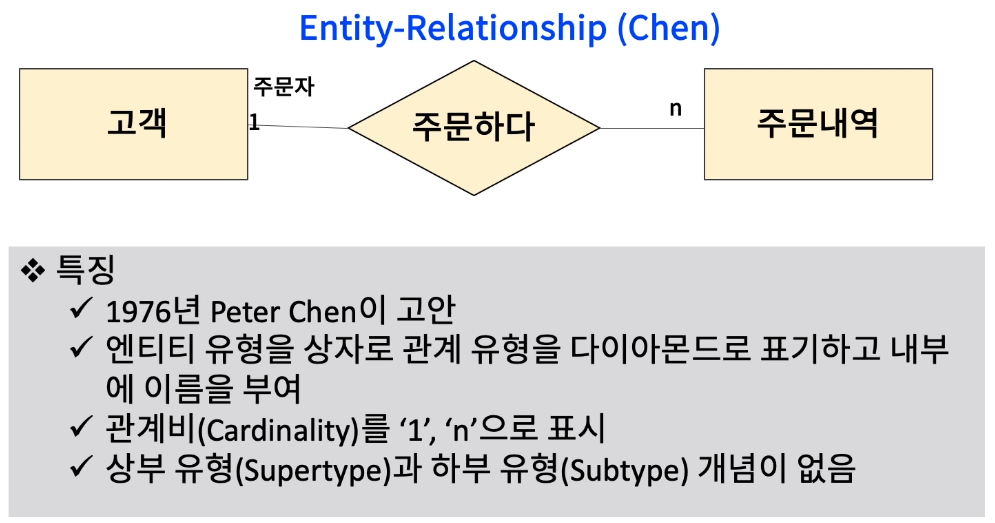 Entity-Relationship (Chen)
고객
주문자
1
주문하다
n
주문내역
❖ 특징
✓ 1976년 Peter Chen이 고안
✓ 엔티티 유형을 상자로 관계 유형을 다이아몬드로 표기하고 내부
에 이름을 부여
✓ 관계비(Cardinality)를 ‘1’, ‘n’으로 표시
✓ 상부 유형(Supertype)과 하부 유형(Subtype) 개념이 없음